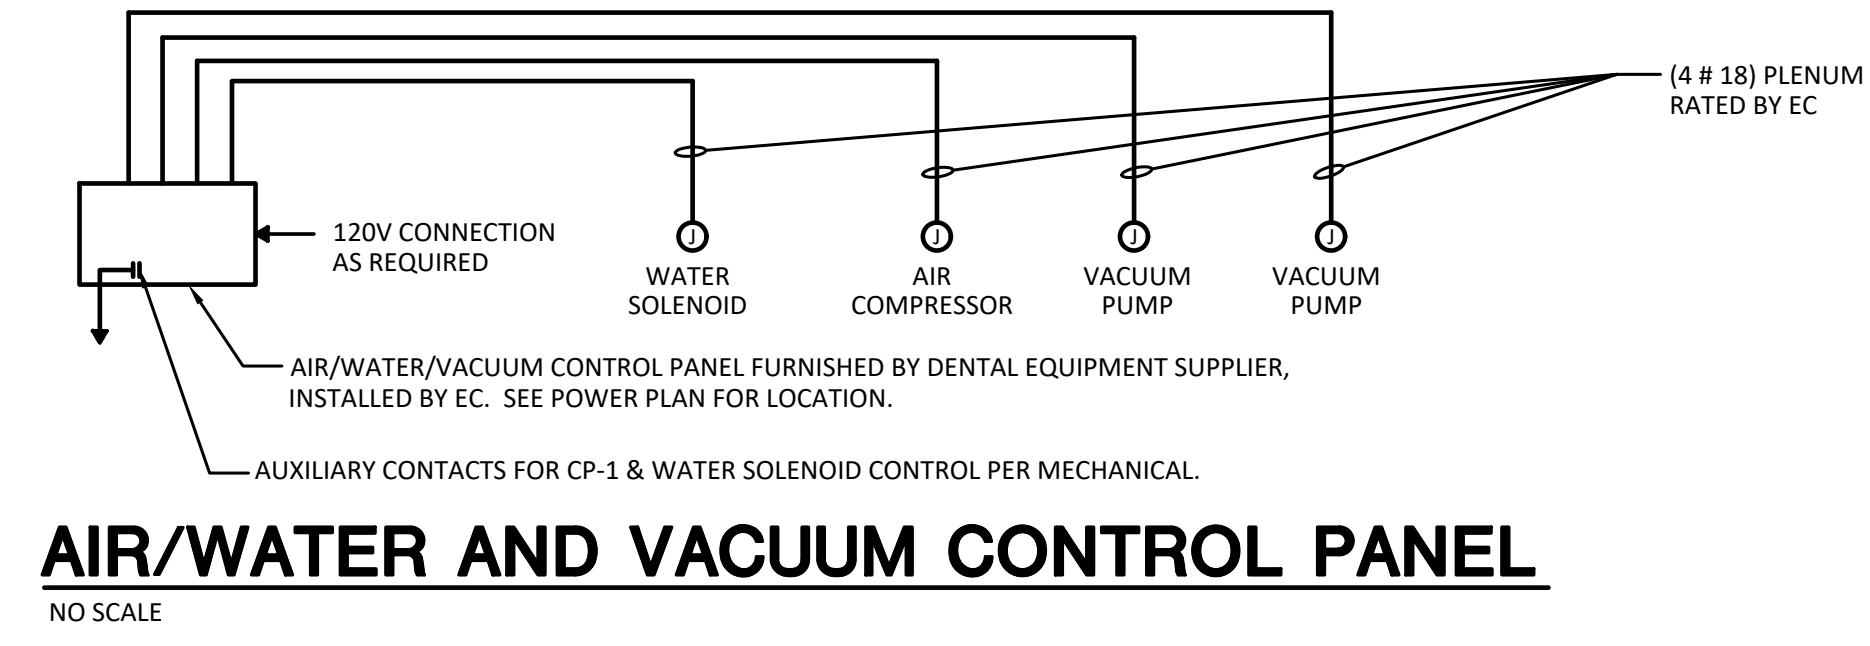 (4 # 18) PLENUM
RATED BY EC
120V CONNECTION
AS REQUIRED
J
J
J
J
WATER
SOLENOID
AIR
COMPRESSOR
VACUUM
PUMP
VACUUM
PUMP
AIR/WATER/VACUUM CONTROL PANEL FURNISHED BY DENTAL EQUIPMENT SUPPLIER,
INSTALLED BY EC.  SEE POWER PLAN FOR LOCATION.
AUXILIARY CONTACTS FOR CP-1 & WATER SOLENOID CONTROL PER MECHANICAL.
AIR/WATER AND VACUUM CONTROL PANEL
NO SCALE